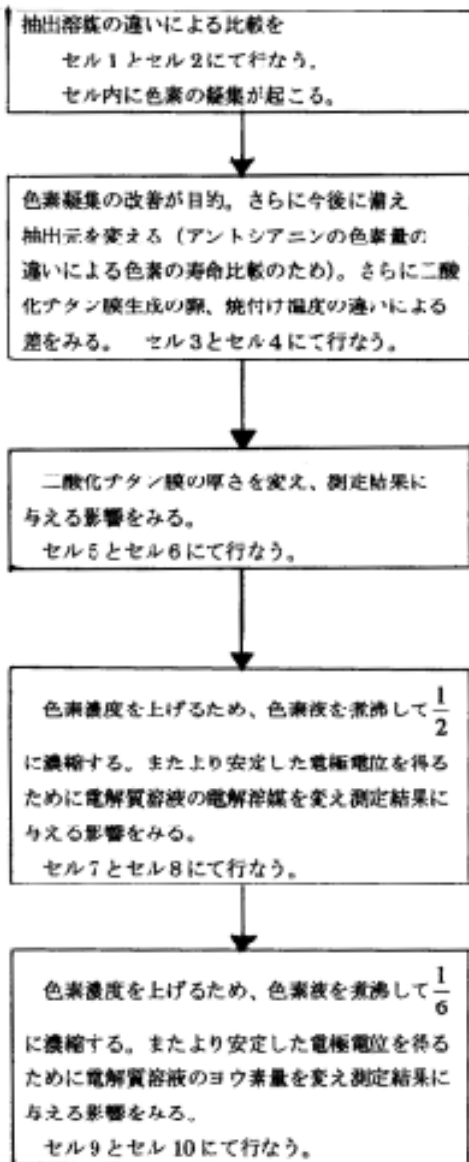 抽出溶媒の違いによる比較を
セル1とセル2にて行なう。
セル内に色素の凝集が起こる。
色素凝集の改善が目的。さらに今後に備え
抽出元を変える(アントシアニンの色素量の
違いによる色素の寿命比較のため)。さらに二酸
化チタン膜生成の際、焼付け温度の違いによる
差をみる。 セル3とセル4にて行なう。
二酸化チタン膜の厚さを変え、測定結果に
与える影響をみる。
セル5とセル6にて行なう。
色素濃度を上げるため、色素液を煮沸して1/2
に濃縮する。またより安定した電極電位を得る
ために電解質溶液の電解溶媒を変え測定結果に
与える影響をみる。
セル7とセル8にて行なう。
色素濃度を上げるため、色素液を煮沸して1/6
に濃縮する。またより安定した電極電位を得る
ために電解質溶液のヨウ素量を変え測定結果に
与える影響をみる。
セル9とセル10にて行なう。